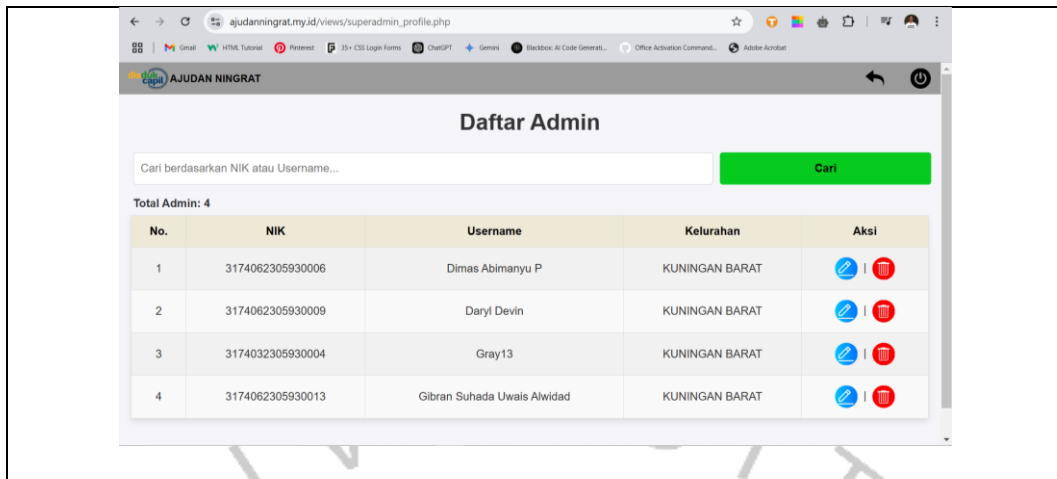 ajudanningrat.my.id/views/superadmin_profile.php
Gmail HTML Tutorial Pinterest 35+ CSS Login Forms ChatGPT Gemini Blackbox: AI Code Generati... Office Activation Command... Adobe Acrobat
capil AJUDAN NINGRAT
Daftar Admin
Cari berdasarkan NIK atau Username... Cari
Total Admin: 4
No. NIK Username Kelurahan Aksi
1 3174062305930006 Dimas Abimanyu P KUNINGAN BARAT |
2 3174062305930009 Daryl Devin KUNINGAN BARAT |
3 3174032305930004 Gray13 KUNINGAN BARAT |
4 3174062305930013 Gibran Suhada Uwais Alwidad KUNINGAN BARAT |